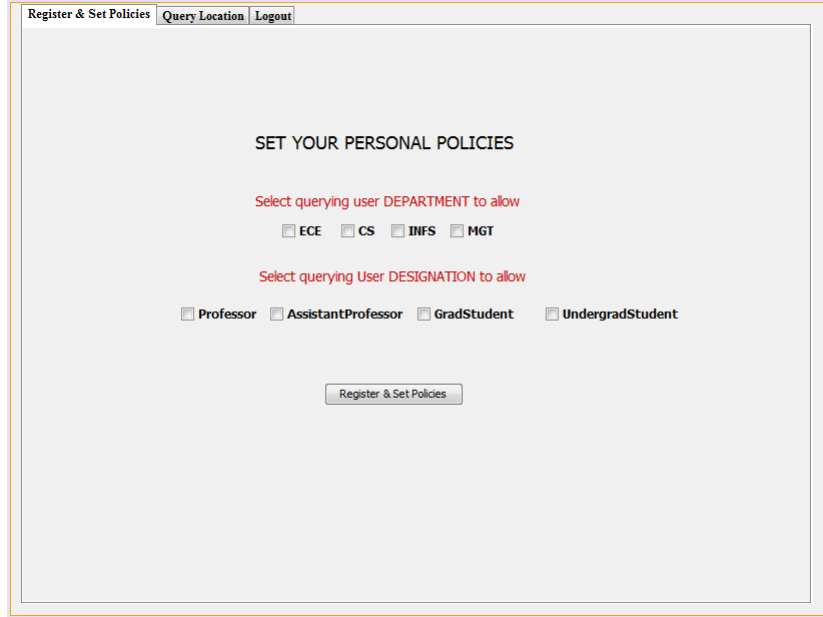 Register & Set Policies Query Location Logout
SET YOUR PERSONAL POLICIES
Select querying user DEPARTMENT to allow
ECE CS INFS MGT
Select querying User DESIGNATION to allow
Professor AssistantProfessor GradStudent UndergradStudent
Register & Set Policies